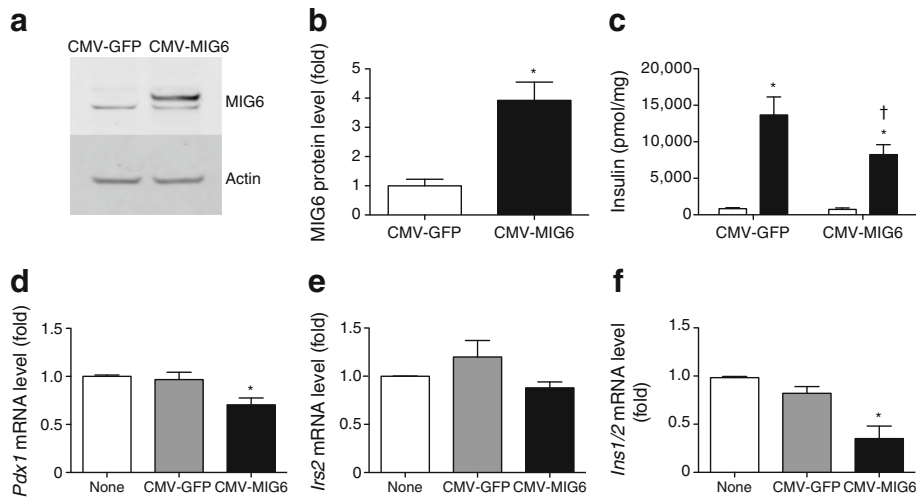 a
CMV-GFP CMV-MIG6
MIG6
Actin
b
MIG6 protein level (fold)
5
4
3
2
1
0
*
CMV-GFP
CMV-MIG6
c
Insulin (pmol/mg)
20,000
15,000
10,000
5,000
0
*
†
*
CMV-GFP
CMV-MIG6
d
Pdx1 mRNA level (fold)
1.5
1.0
0.5
0
*
None
CMV-GFP
CMV-MIG6
e
Irs2 mRNA level (fold)
1.5
1.0
0.5
0
None
CMV-GFP
CMV-MIG6
f
Ins1/2 mRNA level
(fold)
1.5
1.0
0.5
0
*
None
CMV-GFP
CMV-MIG6